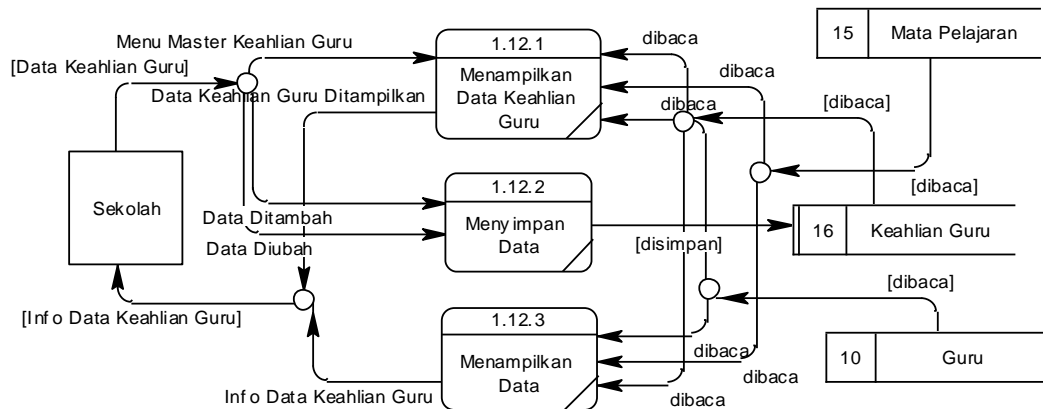 Menu Master Keahlian Guru
[Data Keahlian Guru]
Data Keahlian Guru Ditampilkan
1.12.1
Menampilkan
Data Keahlian
Guru
dibaca
dibaca
dibaca
15
Mata Pelajaran
[dibaca]
[dibaca]
Sekolah
1.12.2
Menyimpan
Data
Data Ditambah
Data Diubah
[disimpan]
16
Keahlian Guru
[dibaca]
[Info Data Keahlian Guru]
1.12.3
Menampilkan
Data
Info Data Keahlian Guru
dibaca
dibaca
dibaca
10
Guru